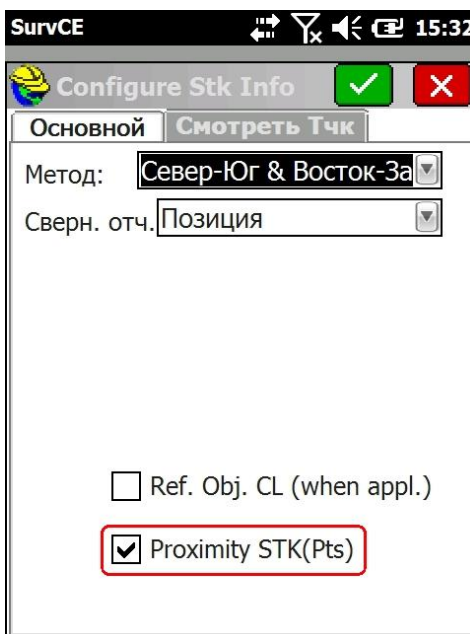 SurvCE 15:32
Configure Stk Info
Основной Смотреть Тчк
Метод: Север-Юг & Восток-За
Сверн. отч. Позиция
Ref. Obj. CL (when appl.)
Proximity STK(Pts)